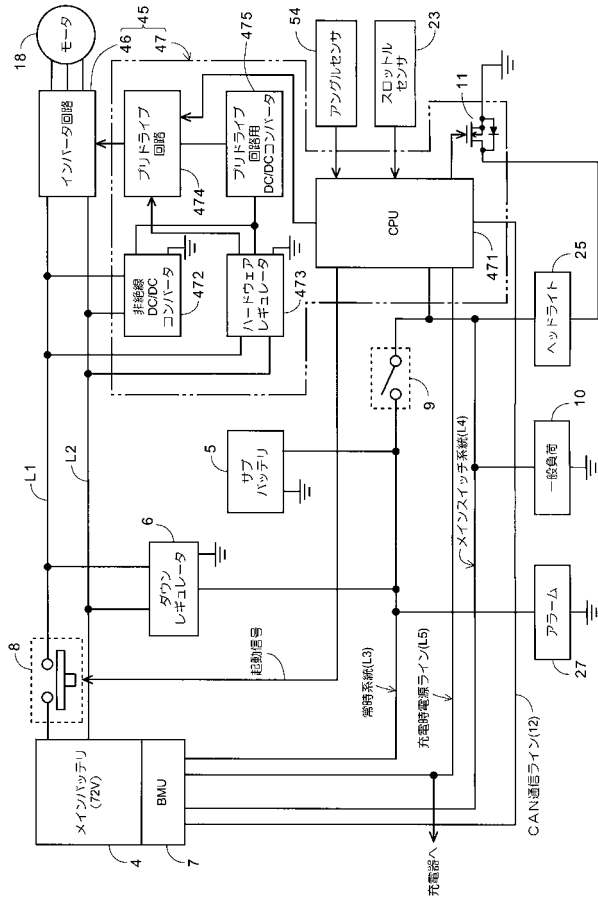 モータ
18
45
46
47
インバータ回路
プリドライブ
回路
474
プリドライブ
回路用
DC/DCコンバータ
475
非絶縁
DC/DC
コンバータ
472
ハードウェア
レギュレータ
473
アングルセンサ
54
スロットル
センサ
23
CPU
471
11
L1
L2
サブ
バッテリ
5
ダウン
レギュレータ
6
8
9
メインバッテリ
(72V)
4
BMU
7
起動信号
常時系統(L3)
充電時電源ライン(L5)
メインスイッチ系統(L4)
CAN通信ライン(12)
充電器へ
ヘッドライト
25
一般負荷
10
アラーム
27